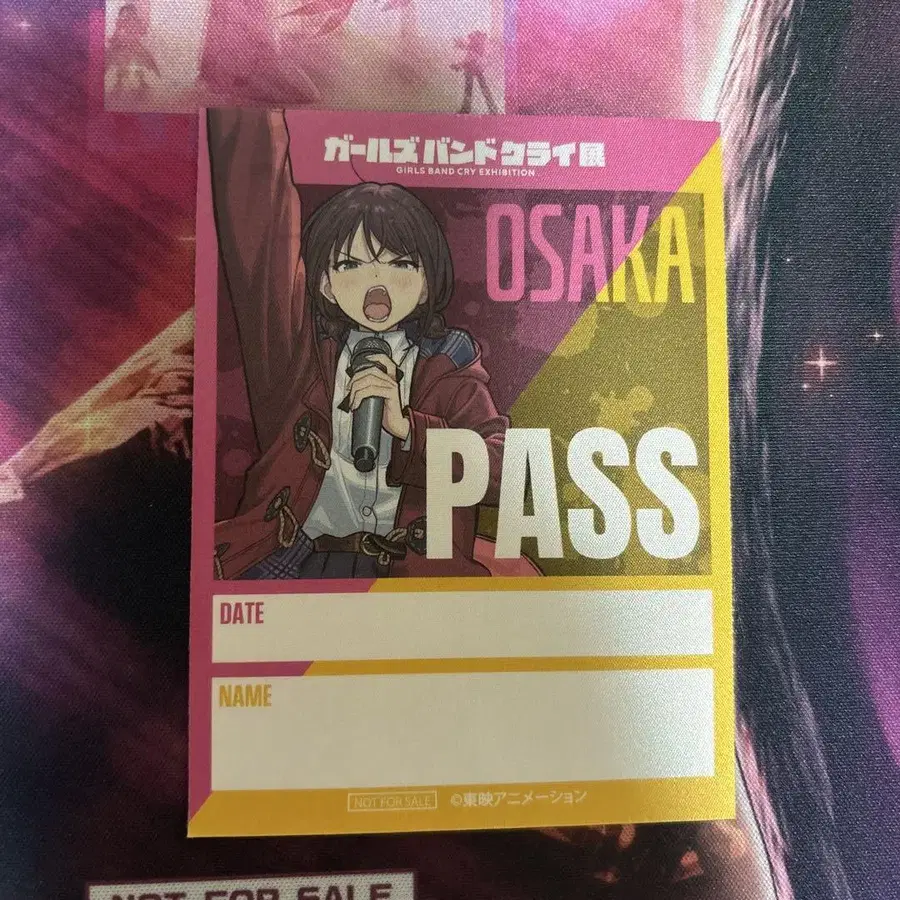 ガールズバンドクライ展
GIRLS BAND CRY EXHIBITION
OSAKA
PASS
DATE
NAME
NOT FOR SALE ©東映アニメーション
NOT FOR SALE